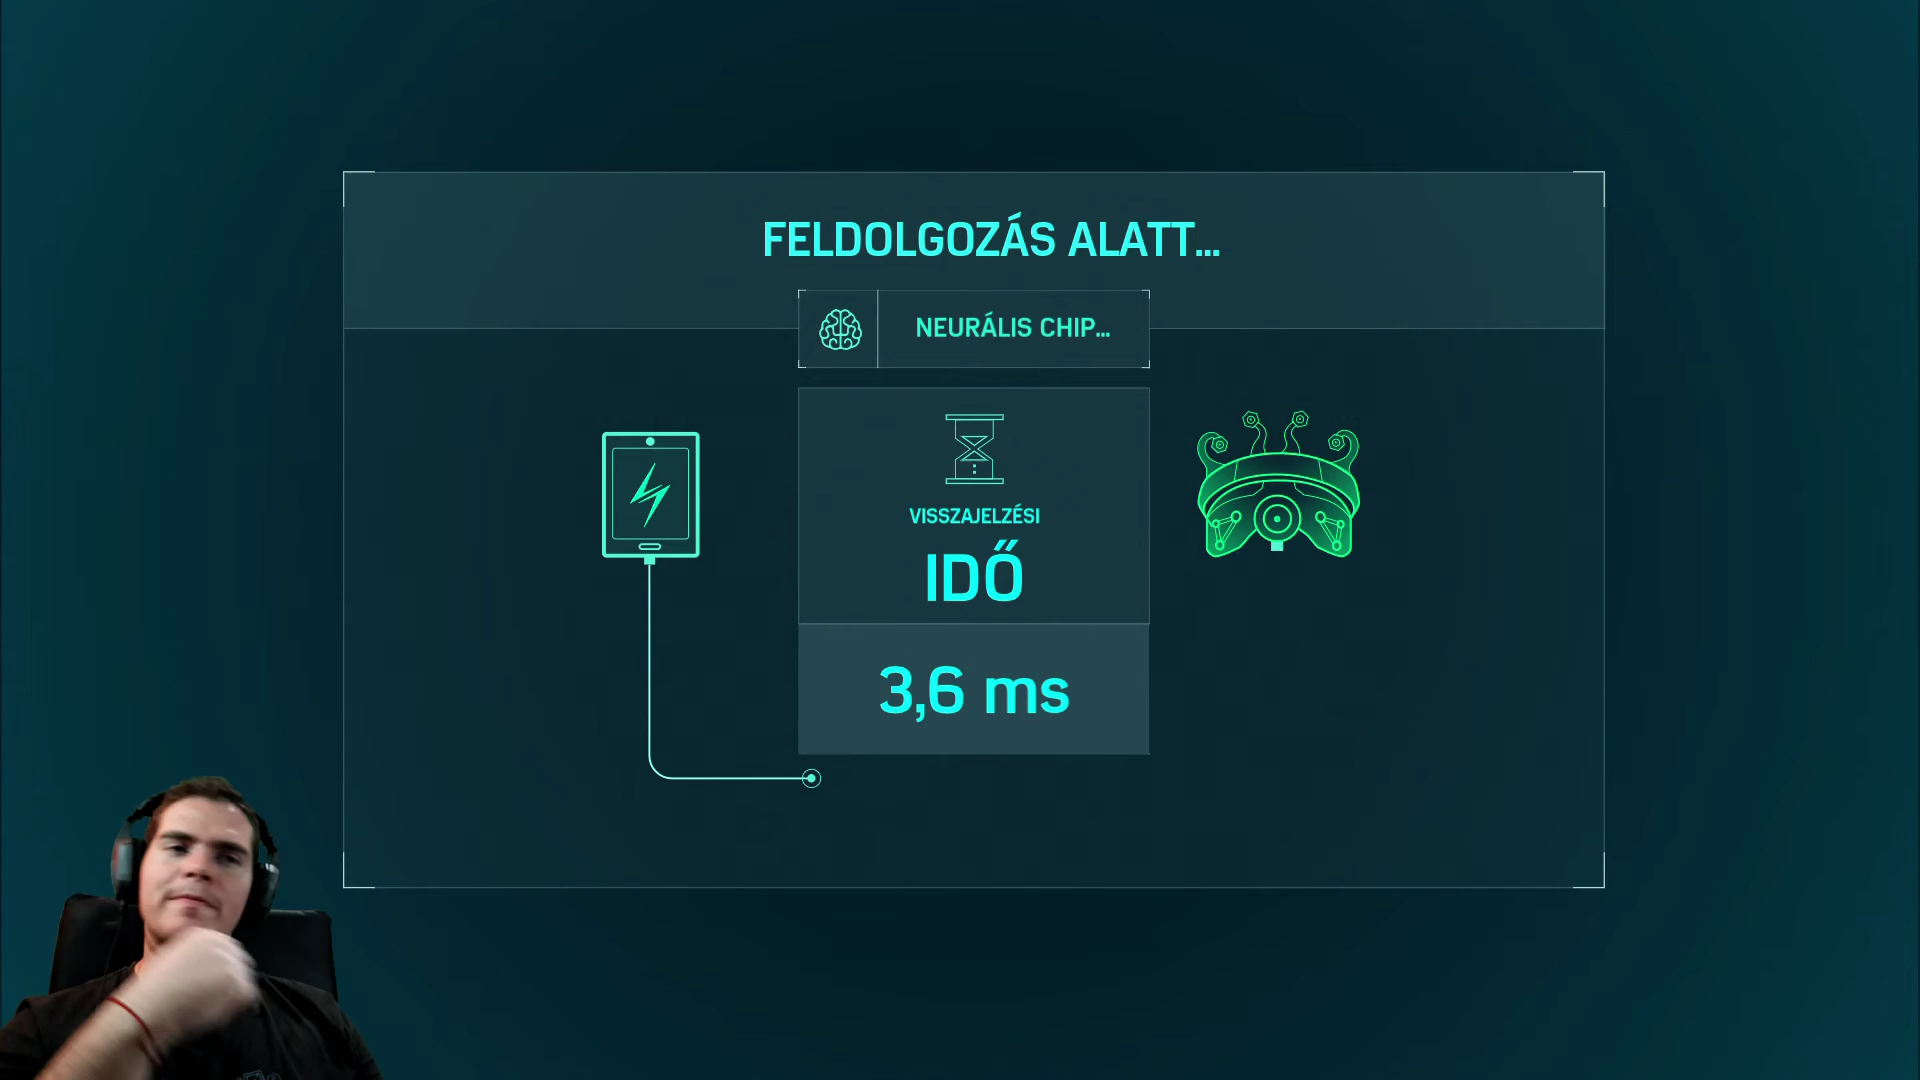 FELDOLGOZÁS ALATT...
NEURÁLIS CHIP...
VISSZAJELZÉSI
IDŐ
3,6 ms